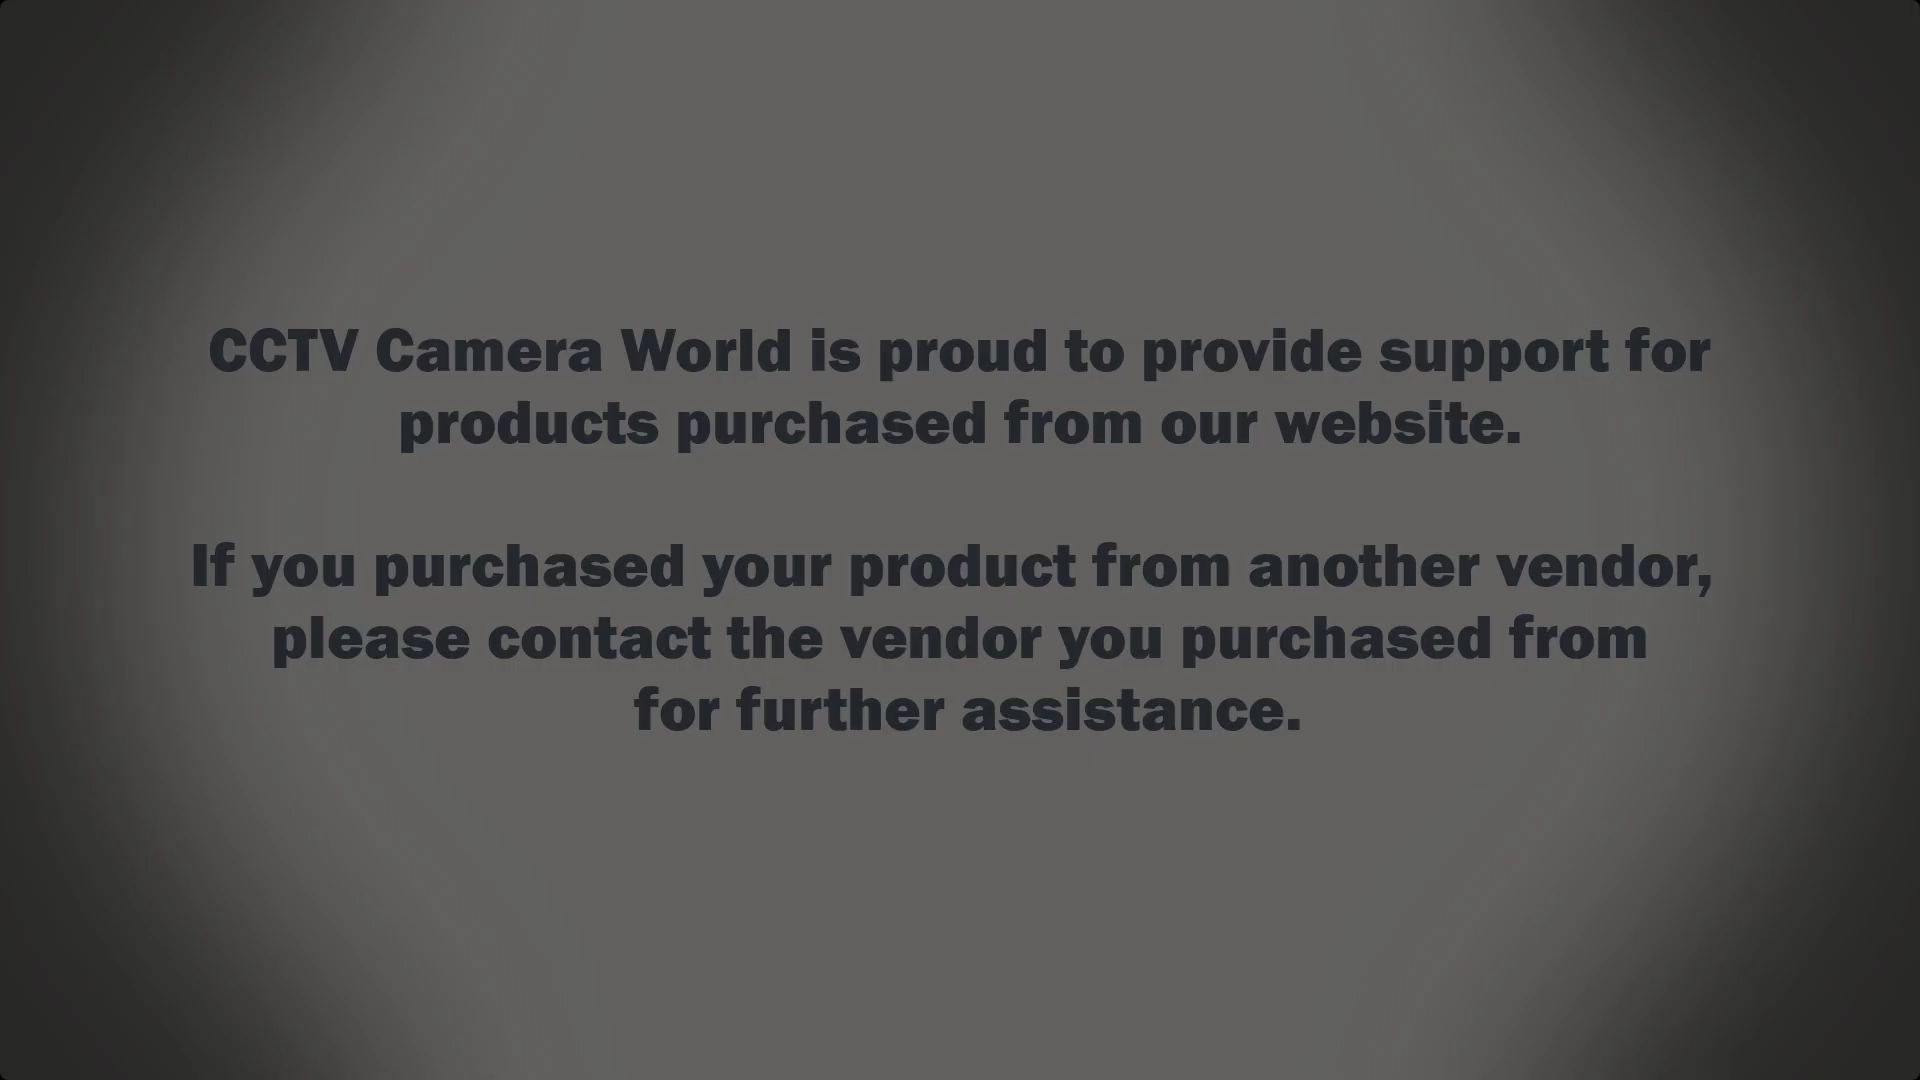 CCTV Camera World is proud to provide support for
products purchased from our website.
If you purchased your product from another vendor,
please contact the vendor you purchased from
for further assistance.